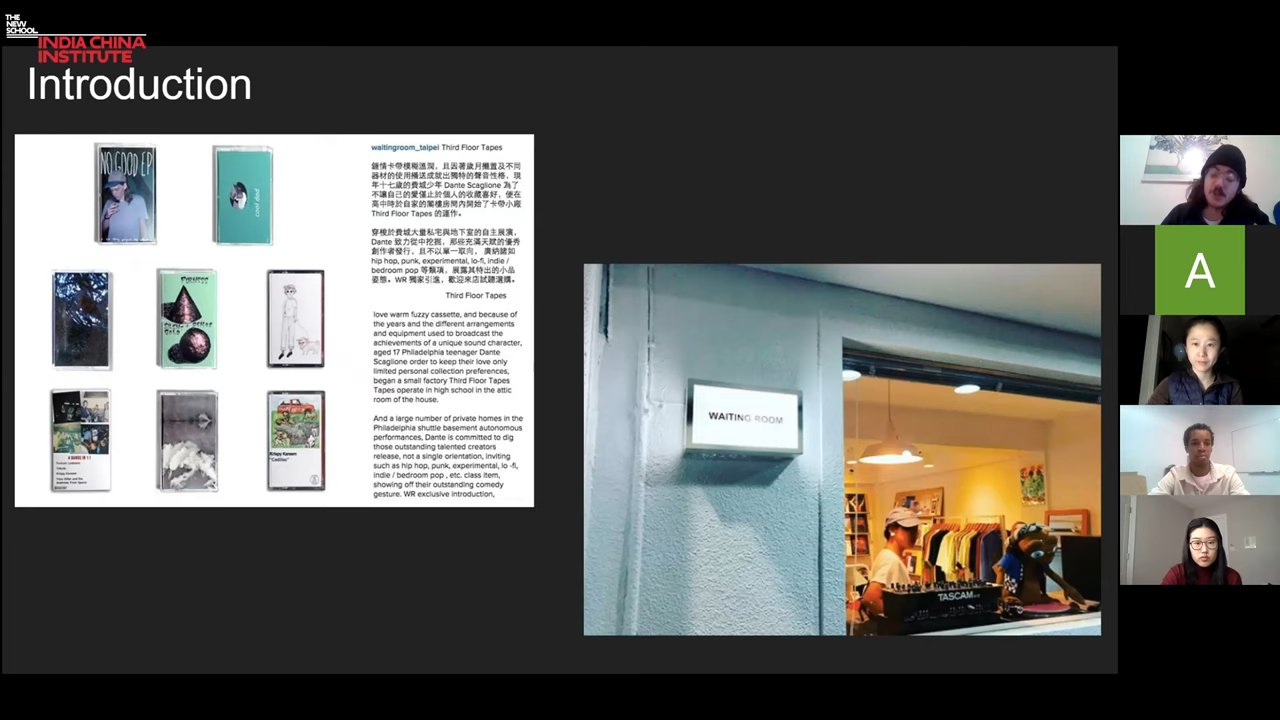 THE
NEW
SCHOOL
INDIA CHINA
INSTITUTE
Introduction
NO GOOD EP
cool dad
FURNESS
Krispy Kareem
"Cadillac"
waitingroom_taipei Third Floor Tapes
鍾情卡帶模糊溫潤，且因著歲月擺置及不同
器材的使用播送成就出獨特的聲音性格，現
年十七歲的費城少年 Dante Scaglione 為了
不讓自己的愛僅止於個人的收藏喜好，便在
高中時於自家的閣樓房間內開始了卡帶小廠
Third Floor Tapes 的運作。
穿梭於費城大量私宅與地下室的自主展演，
Dante 致力從中挖掘，那些充滿天賦的優秀
創作者發行，且不以單一取向，廣納諸如
hip hop, punk, experimental, lo-fi, indie /
bedroom pop 等類項，展露其特出的小品
姿態。WR 獨家引進，歡迎來店試聽選購。
Third Floor Tapes
love warm fuzzy cassette, and because of
the years and the different arrangements
and equipment used to broadcast the
achievements of a unique sound character,
aged 17 Philadelphia teenager Dante
Scaglione order to keep their love only
limited personal collection preferences,
began a small factory Third Floor Tapes
Tapes operate in high school in the attic
room of the house.
And a large number of private homes in the
Philadelphia shuttle basement autonomous
performances, Dante is committed to dig
those outstanding talented creators
release, not a single orientation, inviting
such as hip hop, punk, experimental, lo -fi,
indie / bedroom pop , etc. class item,
showing off their outstanding comedy
gesture. WR exclusive introduction,
WAITING ROOM
TASCAM
A